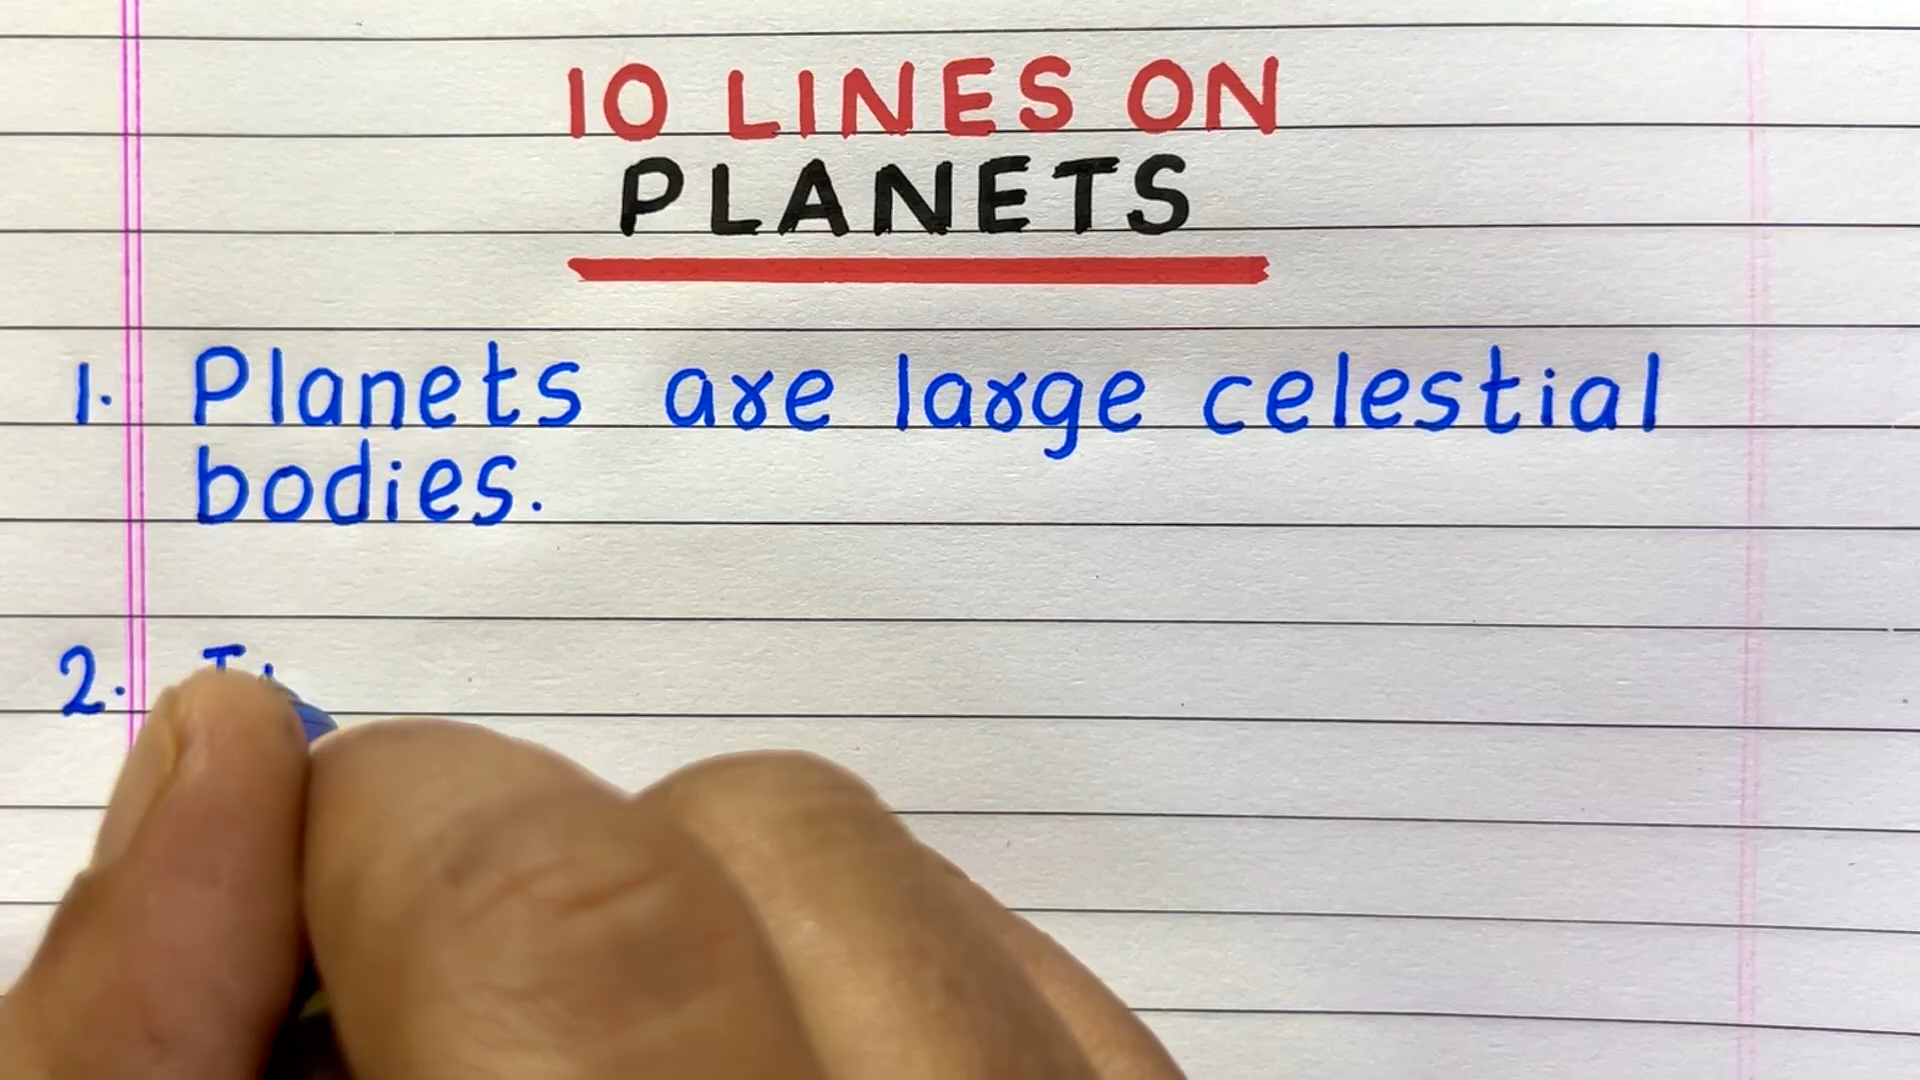 10 LINES ON
PLANETS
1. Planets are large celestial
bodies.
2.